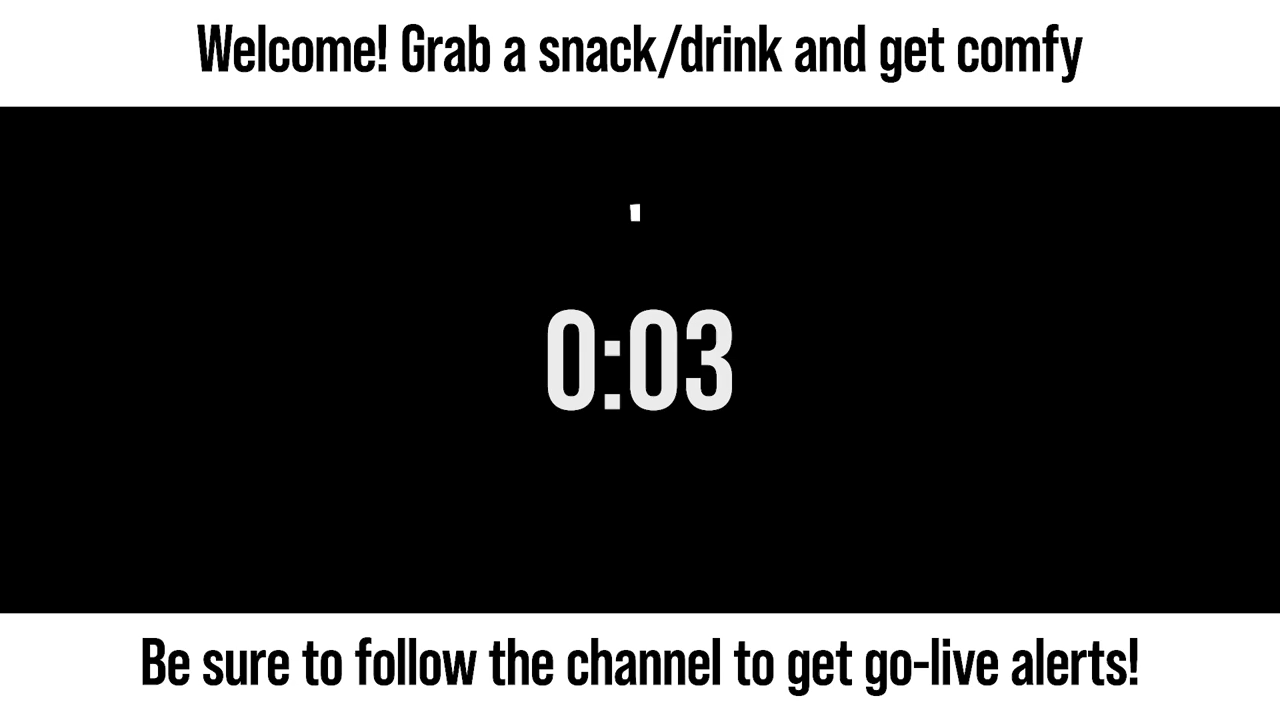 Welcome! Grab a snack/drink and get comfy
0:03
Be sure to follow the channel to get go-live alerts!